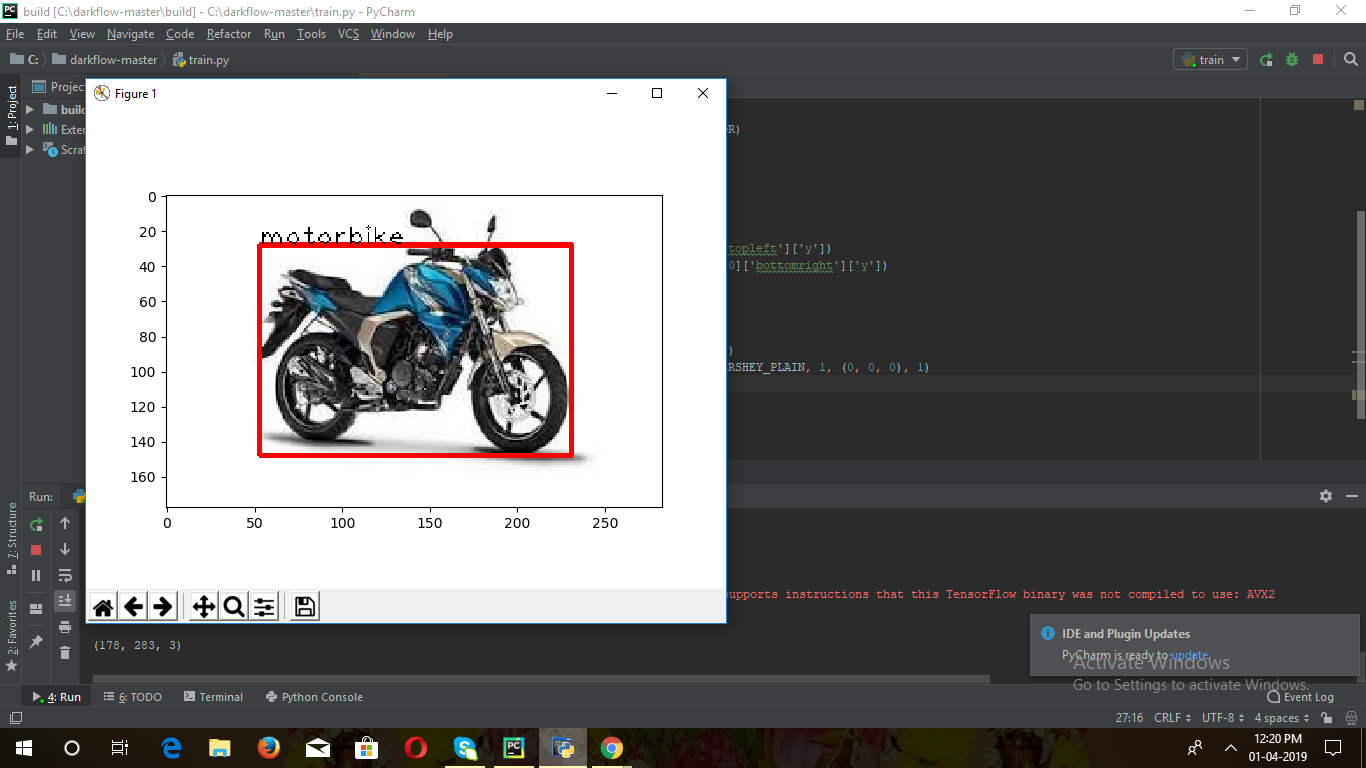 build [C:\darkflow-master\build] - C:\darkflow-master\train.py - PyCharm
File Edit View Navigate Code Refactor Run Tools VCS Window Help
C: darkflow-master train.py
train
1: Project
Figure 1
R)
topleft']['y'])
0]['bottomright']['y'])
)
RSHEY_PLAIN, 1, (0, 0, 0), 1)
motorbike
0
20
40
60
80
100
120
140
160
0 50 100 150 200 250
Run:
7: Structure
2: Favorites
upports instructions that this TensorFlow binary was not compiled to use: AVX2
(178, 283, 3)
IDE and Plugin Updates
PyCharm is ready to update.
Activate Windows
Go to Settings to activate Windows.
4: Run 6: TODO Terminal Python Console Event Log
27:16 CRLF UTF-8 4 spaces
12:20 PM
01-04-2019